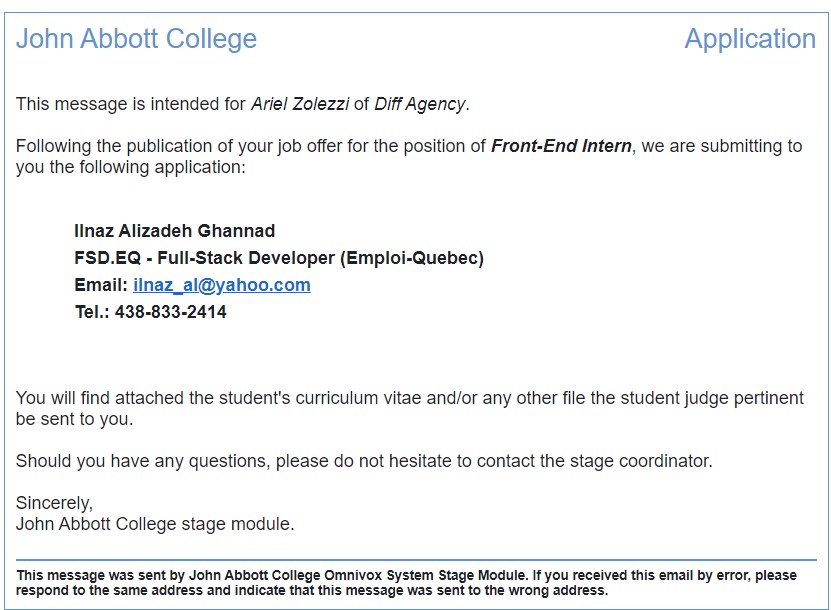 John Abbott College Application
This message is intended for Ariel Zolezzi of Diff Agency.
Following the publication of your job offer for the position of Front-End Intern, we are submitting to
you the following application:
Ilnaz Alizadeh Ghannad
FSD.EQ - Full-Stack Developer (Emploi-Quebec)
Email: ilnaz_al@yahoo.com
Tel.: 438-833-2414
You will find attached the student's curriculum vitae and/or any other file the student judge pertinent
be sent to you.
Should you have any questions, please do not hesitate to contact the stage coordinator.
Sincerely,
John Abbott College stage module.
This message was sent by John Abbott College Omnivox System Stage Module. If you received this email by error, please
respond to the same address and indicate that this message was sent to the wrong address.